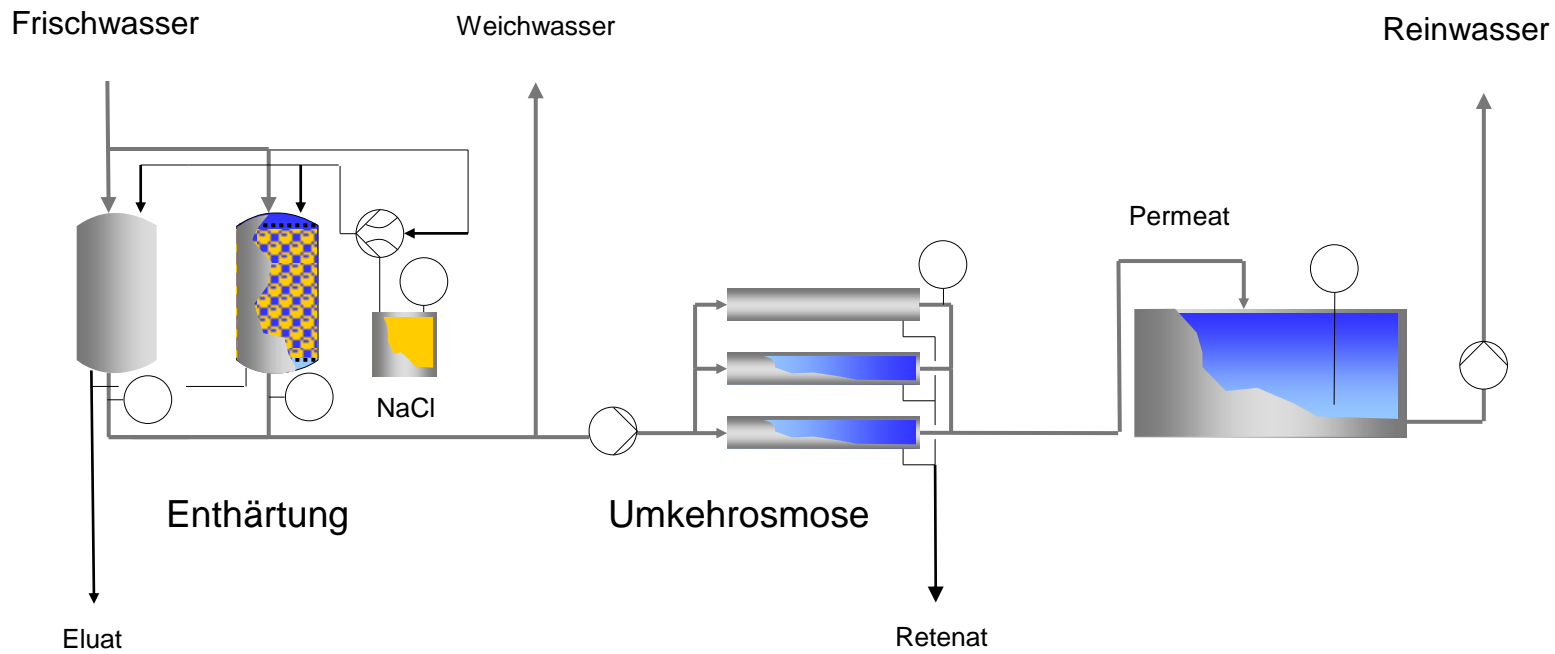 Frischwasser
Weichwasser
Reinwasser
Permeat
NaCl
Enthärtung
Umkehrosmose
Eluat
Retenat